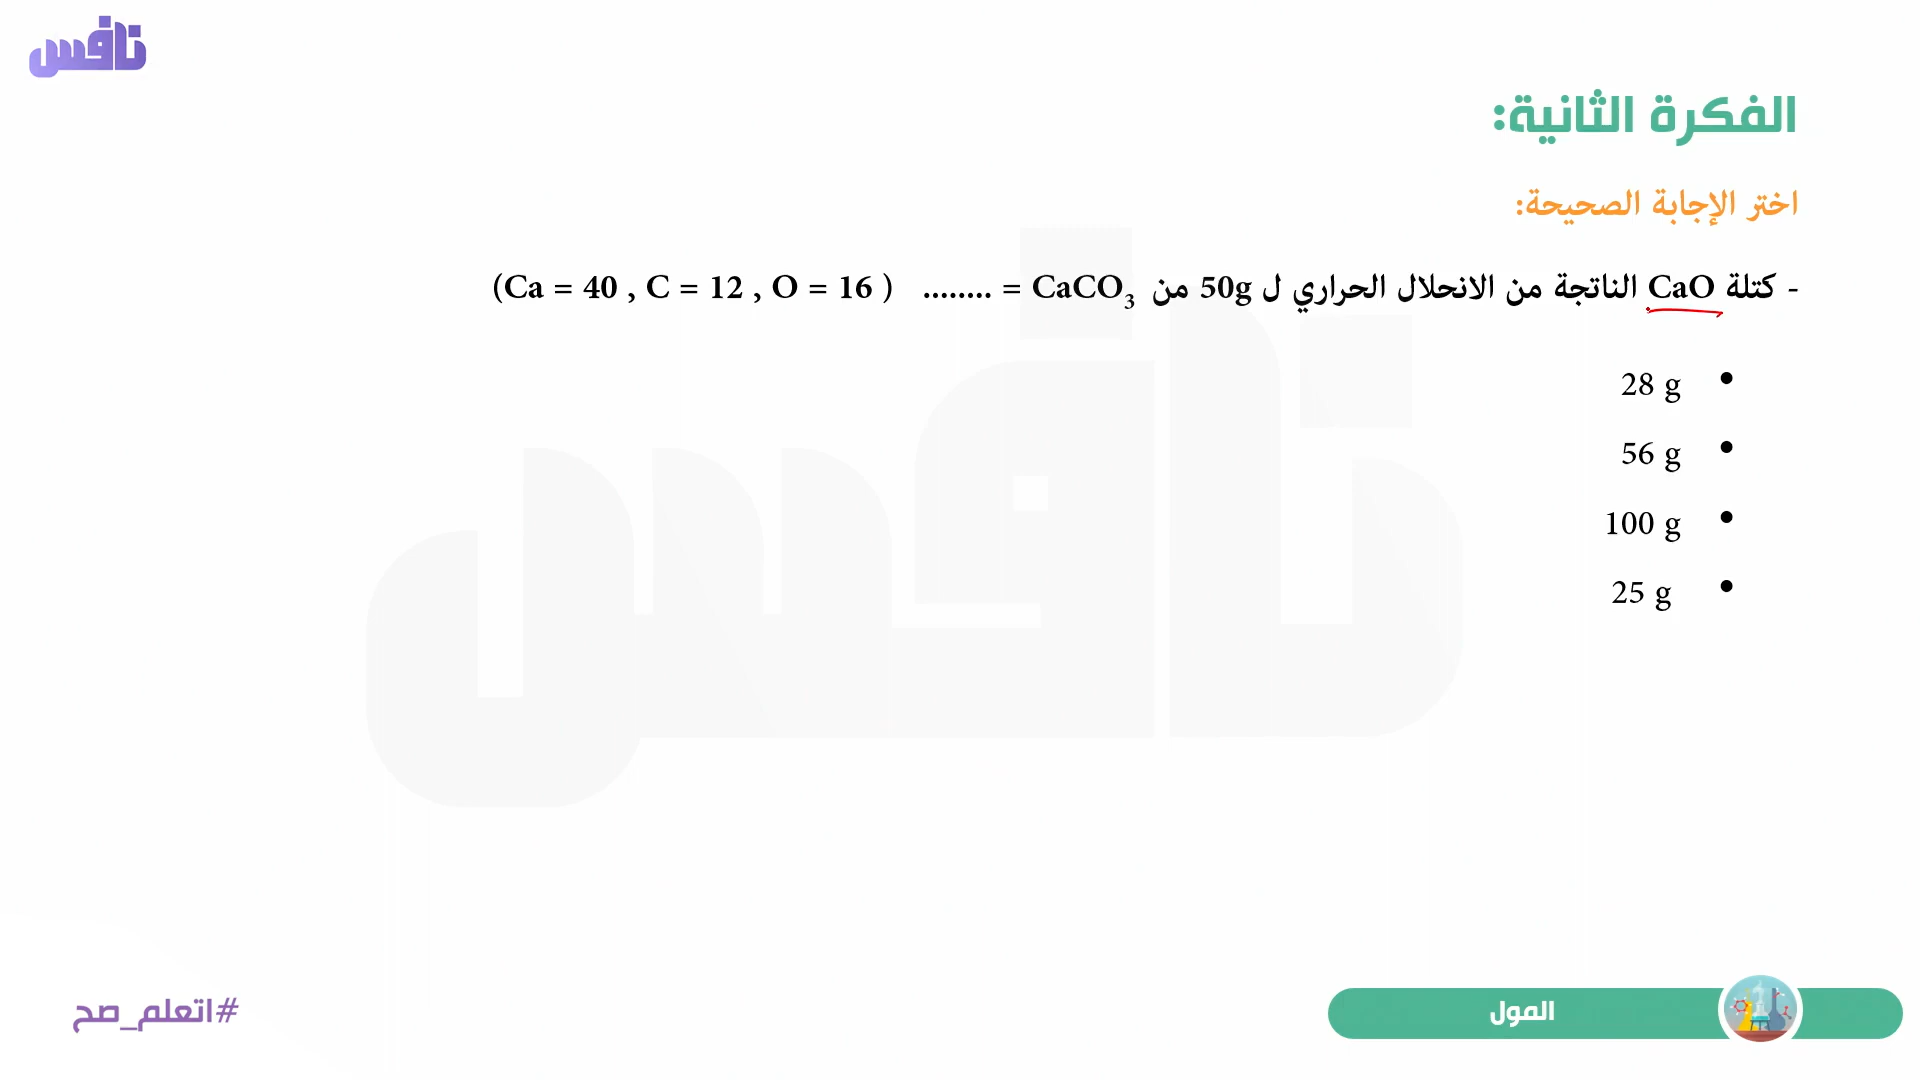 نافس
الفكرة الثانية:
اختر الإجابة الصحيحة:
- كتلة CaO الناتجة من الانحلال الحراري ل 50g من CaCO₃ = ........ (Ca = 40 , C = 12 , O = 16 )
• 28 g
• 56 g
• 100 g
• 25 g
#اتعلم_صح
المول